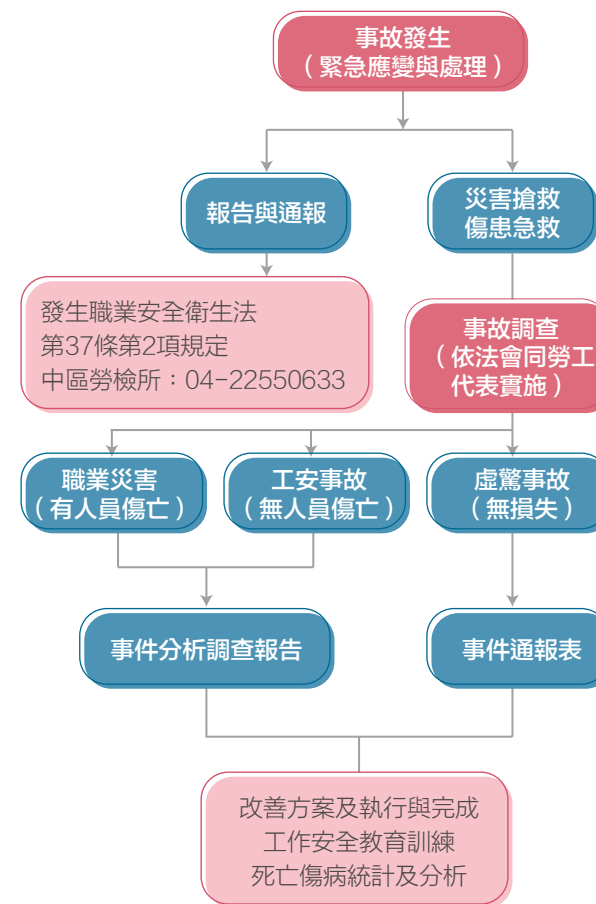 事故發生
（緊急應變與處理）
報告與通報
災害搶救
傷患急救
發生職業安全衛生法
第37條第2項規定
中區勞檢所：04-22550633
事故調查
（依法會同勞工
代表實施）
職業災害
（有人員傷亡）
工安事故
（無人員傷亡）
虛驚事故
（無損失）
事件分析調查報告
事件通報表
改善方案及執行與完成
工作安全教育訓練
死亡傷病統計及分析